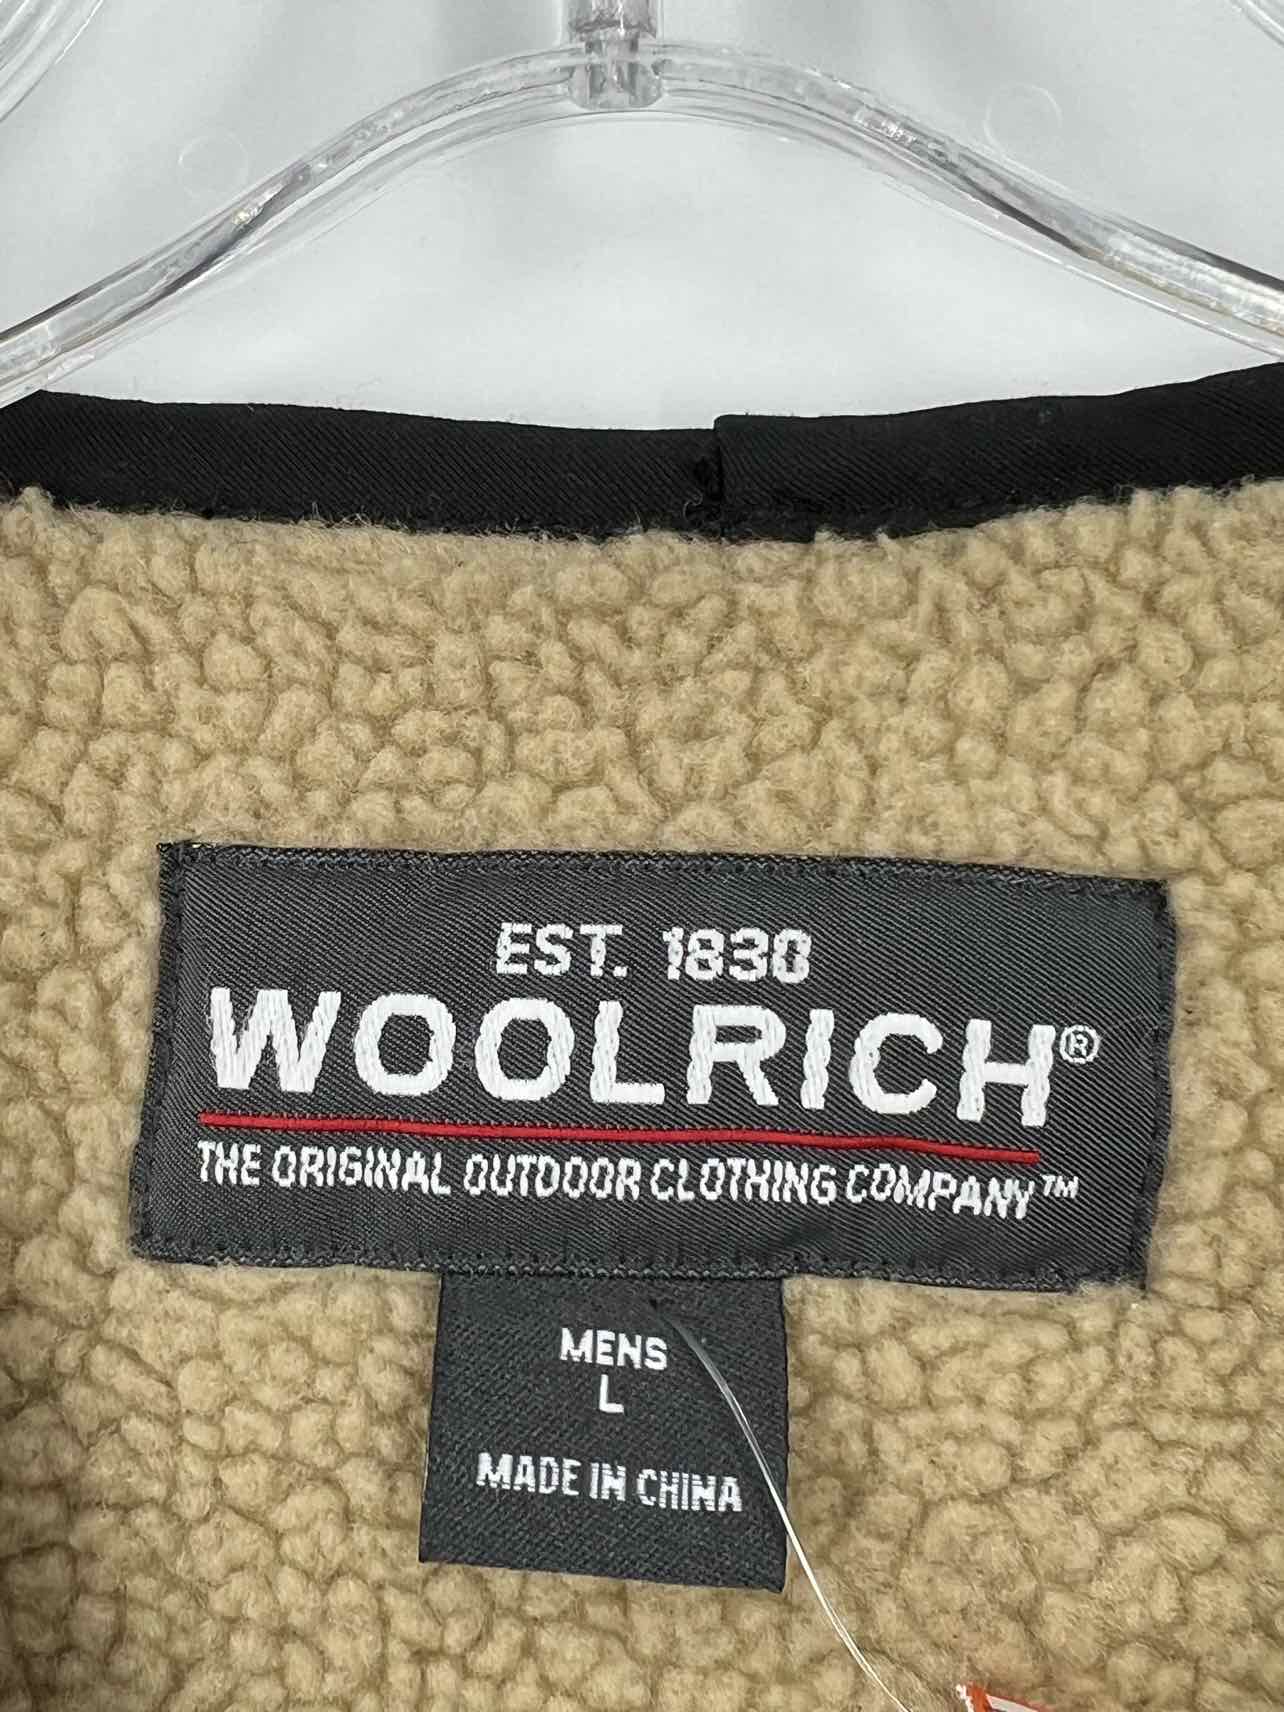 EST. 1830
WOOLRICH®
THE ORIGINAL OUTDOOR CLOTHING COMPANY™
MENS
L
MADE IN CHINA